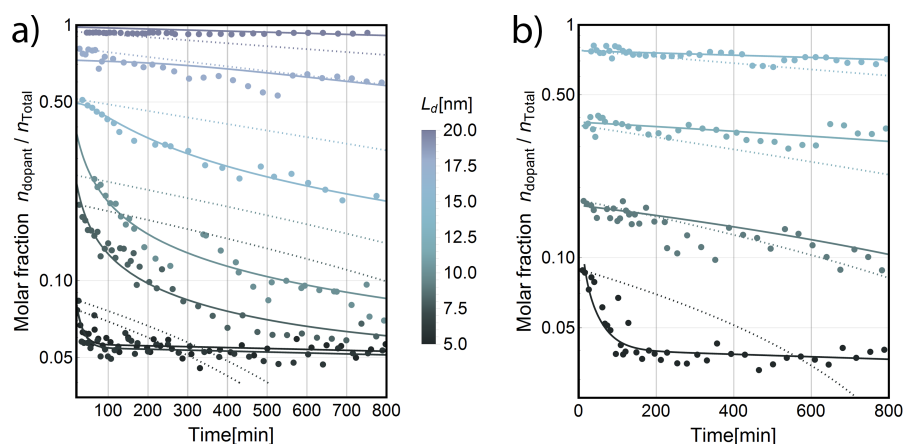 a)
Molar fraction n_dopant / n_Total
1
0.50
0.10
0.05
100 200 300 400 500 600 700 800
Time[min]
L_d[nm]
20.0
17.5
15.0
12.5
10.0
7.5
5.0
b)
Molar fraction n_dopant / n_Total
1
0.50
0.10
0.05
0 200 400 600 800
Time[min]